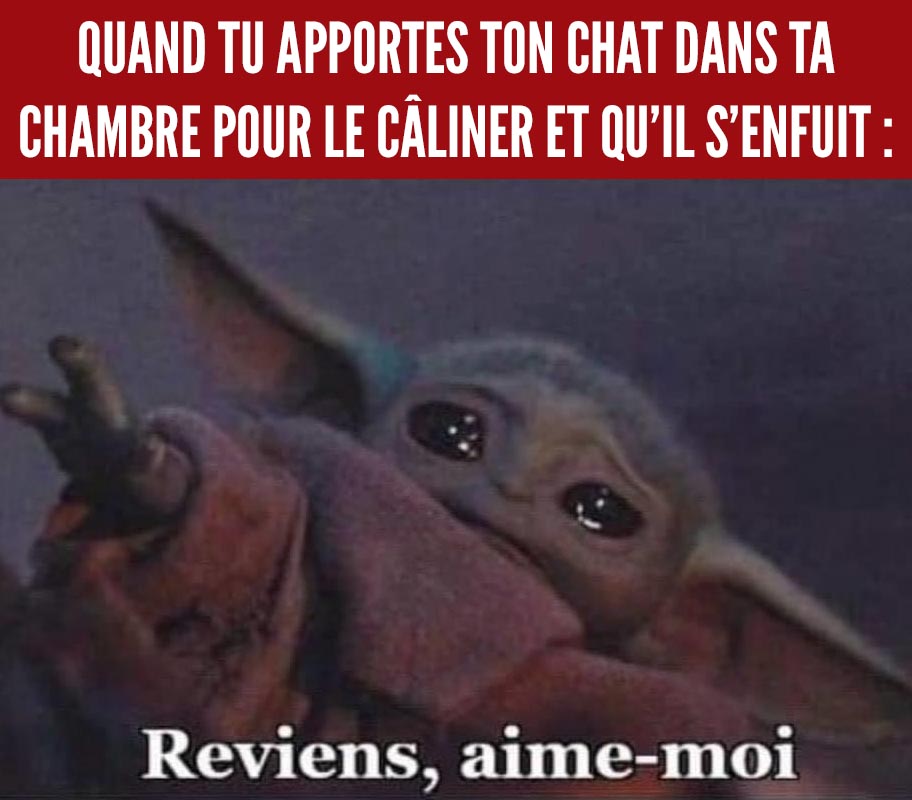 QUAND TU APPORTES TON CHAT DANS TA
CHAMBRE POUR LE CÂLINER ET QU'IL S'ENFUIT :
Reviens, aime-moi